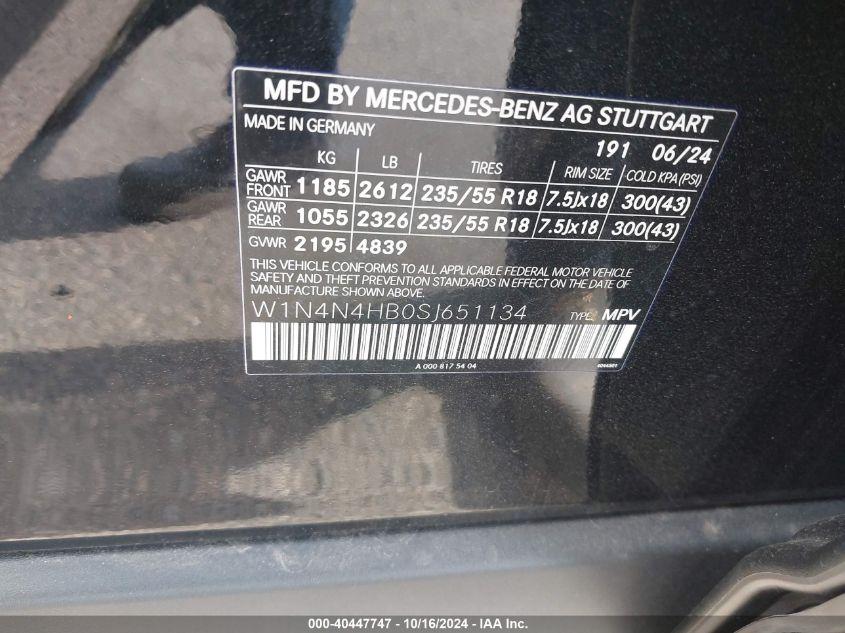 MFD BY MERCEDES-BENZ AG STUTTGART
MADE IN GERMANY
191 06/24
KG LB TIRES RIM SIZE COLD KPA (PSI)
GAWR FRONT 1185 2612 235/55 R18 7.5Jx18 300(43)
GAWR REAR 1055 2326 235/55 R18 7.5Jx18 300(43)
GVWR 2195 4839
THIS VEHICLE CONFORMS TO ALL APPLICABLE FEDERAL MOTOR VEHICLE
SAFETY AND THEFT PREVENTION STANDARDS IN EFFECT ON THE DATE OF
MANUFACTURE SHOWN ABOVE.
W1N4N4HB0SJ651134 TYPE: MPV
A 000 817 54 04
000-40447747 - 10/16/2024 - IAA Inc.